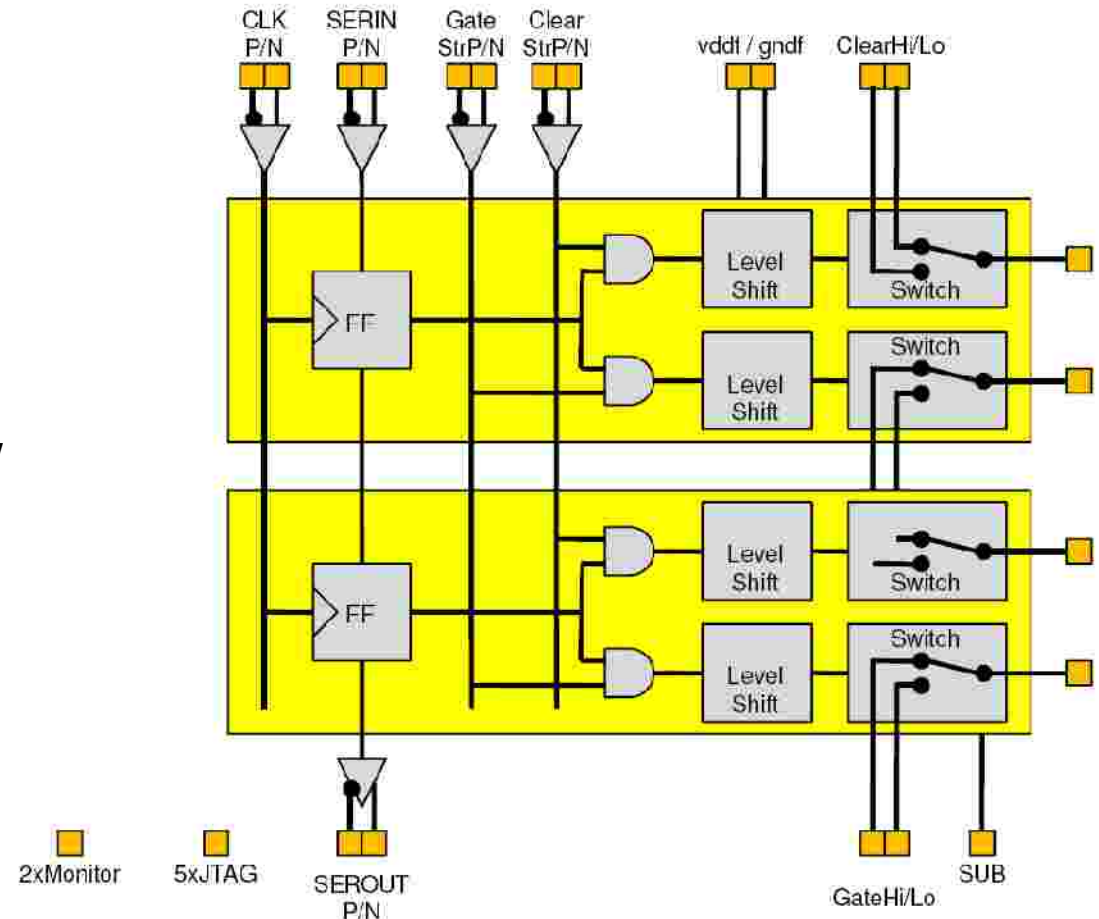 CLK
P/N
SERIN
P/N
Gate
StrP/N
Clear
StrP/N
vddf / gndf
ClearHi/Lo
Level
Shift
Switch
FF
Level
Shift
Switch
Level
Shift
Switch
FF
Level
Shift
Switch
2xMonitor
5xJTAG
SEROUT
P/N
GateHi/Lo
SUB